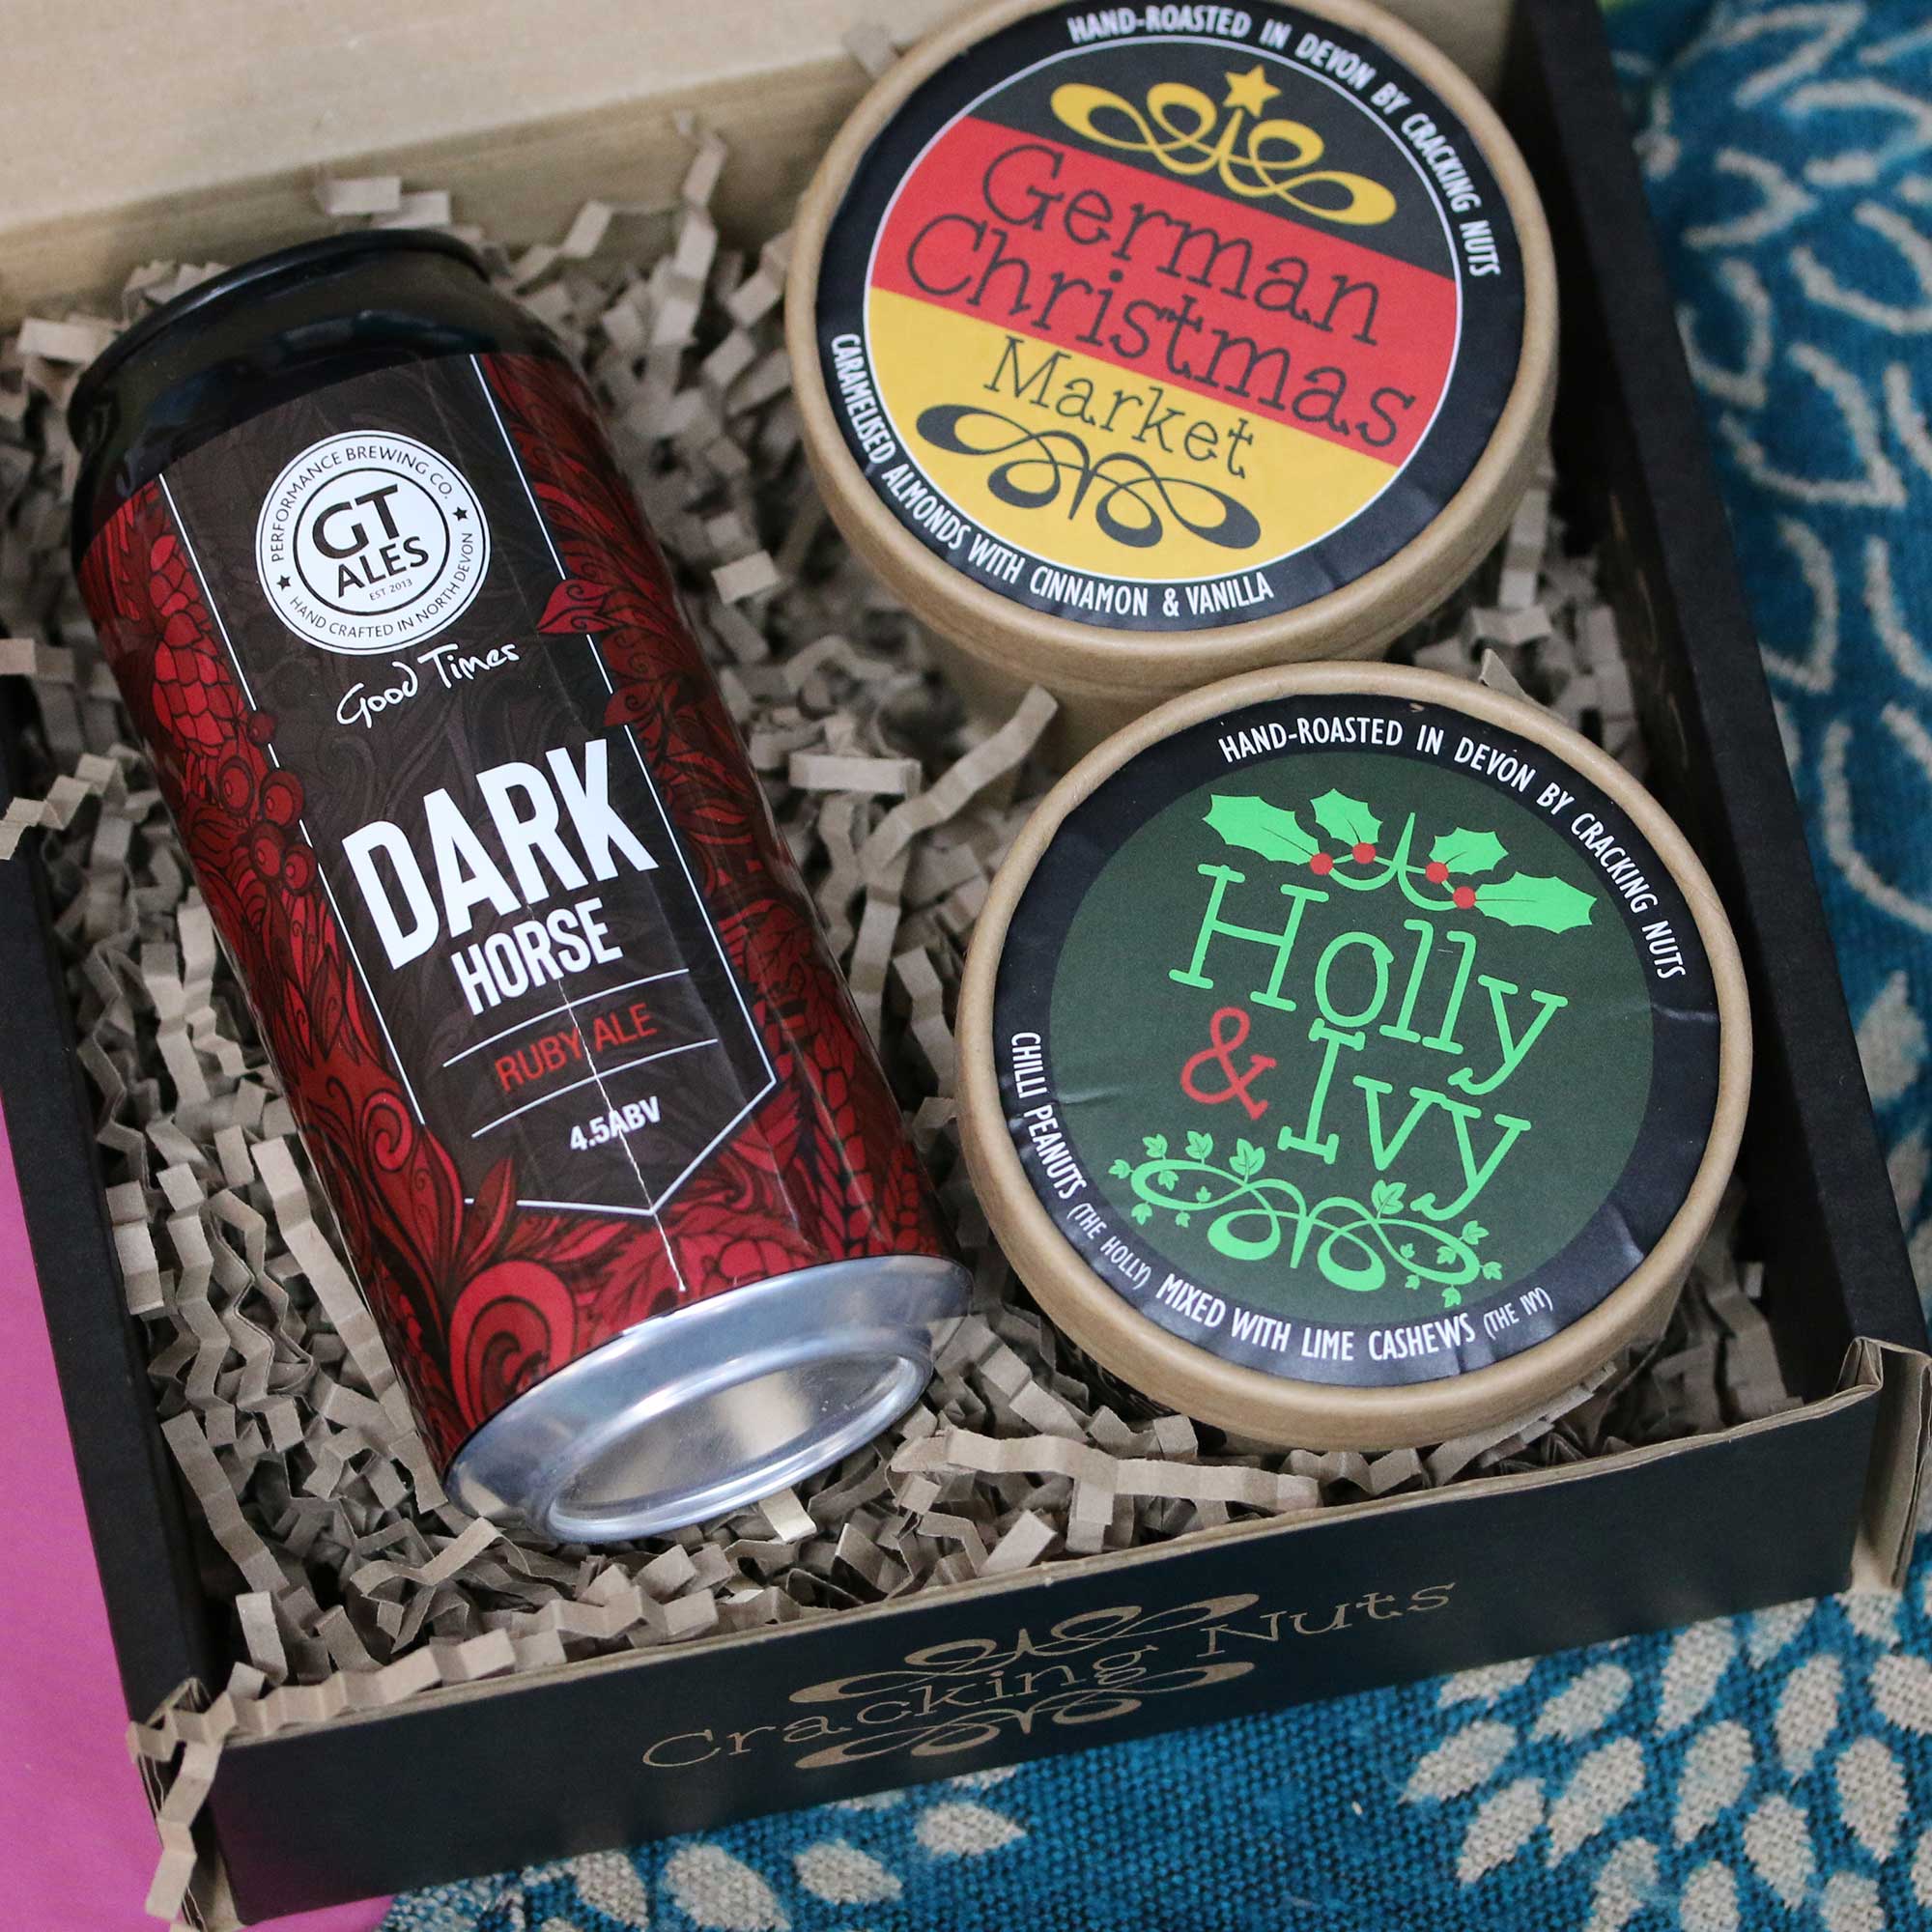 PERFORMANCE BREWING CO.
GT
ALES
EST. 2013
HAND CRAFTED IN NORTH DEVON
Good Times
DARK
HORSE
RUBY ALE
4.5ABV
HAND-ROASTED IN DEVON BY CRACKING NUTS
German
Christmas
Market
CARAMELISED ALMONDS WITH CINNAMON & VANILLA
HAND-ROASTED IN DEVON BY CRACKING NUTS
Holly
& Ivy
CHILLI PEANUTS (THE HOLLY) MIXED WITH LIME CASHEWS (THE IVY)
Cracking Nuts